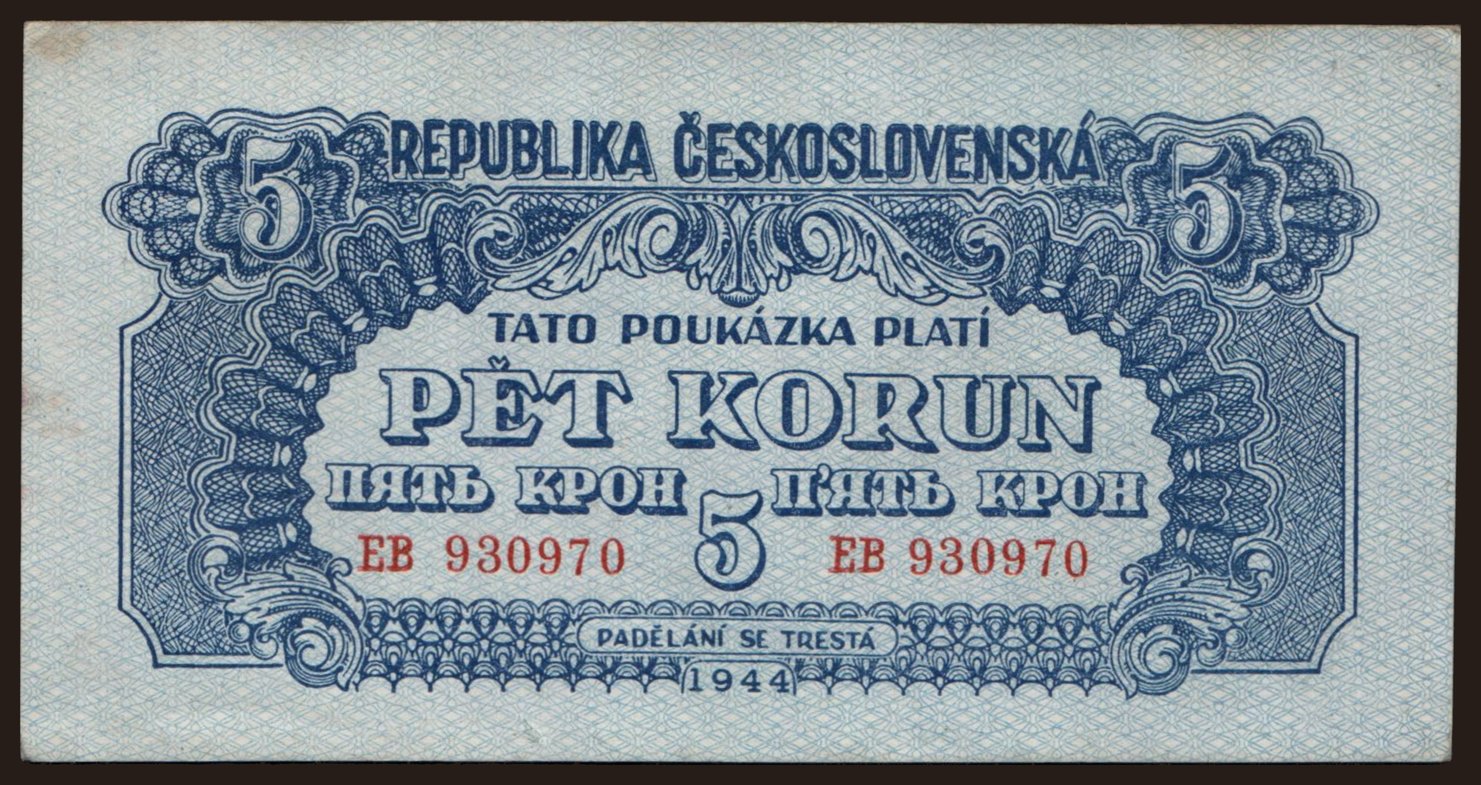 5 REPUBLIKA ČESKOSLOVENSKÁ 5
TATO POUKÁZKA PLATÍ
PĚT KORUN
ПЯТЬ КРОН 5 П'ЯТЬ КРОН
EB 930970 EB 930970
PADĚLÁNÍ SE TRESTÁ
1944